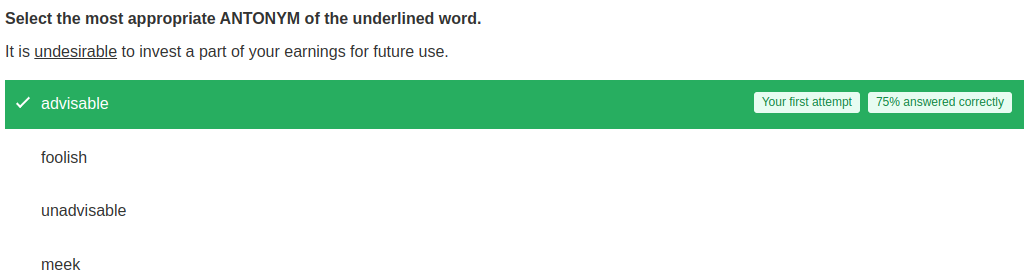 Select the most appropriate ANTONYM of the underlined word.
It is undesirable to invest a part of your earnings for future use.
advisable Your first attempt 75% answered correctly
foolish
unadvisable
meek